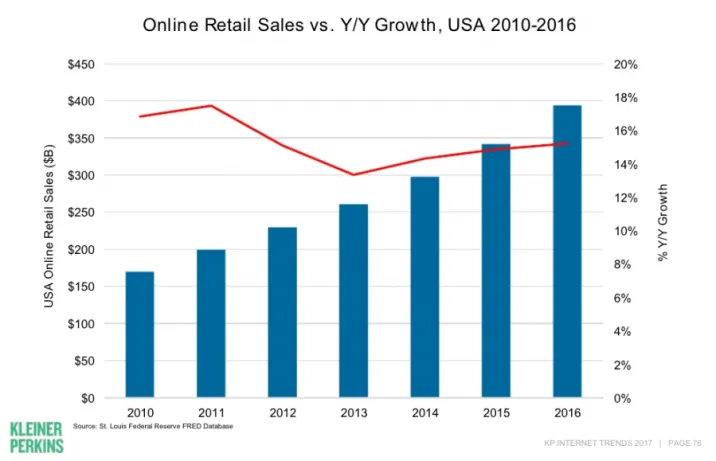 Online Retail Sales vs. Y/Y Growth, USA 2010-2016
USA Online Retail Sales ($B)
$450
$400
$350
$300
$250
$200
$150
$100
$50
$0
20%
18%
16%
14%
12%
10%
8%
6%
4%
2%
0%
% Y/Y Growth
2010 2011 2012 2013 2014 2015 2016
Source: St. Louis Federal Reserve FRED Database
KLEINER
PERKINS
KP INTERNET TRENDS 2017 | PAGE 76